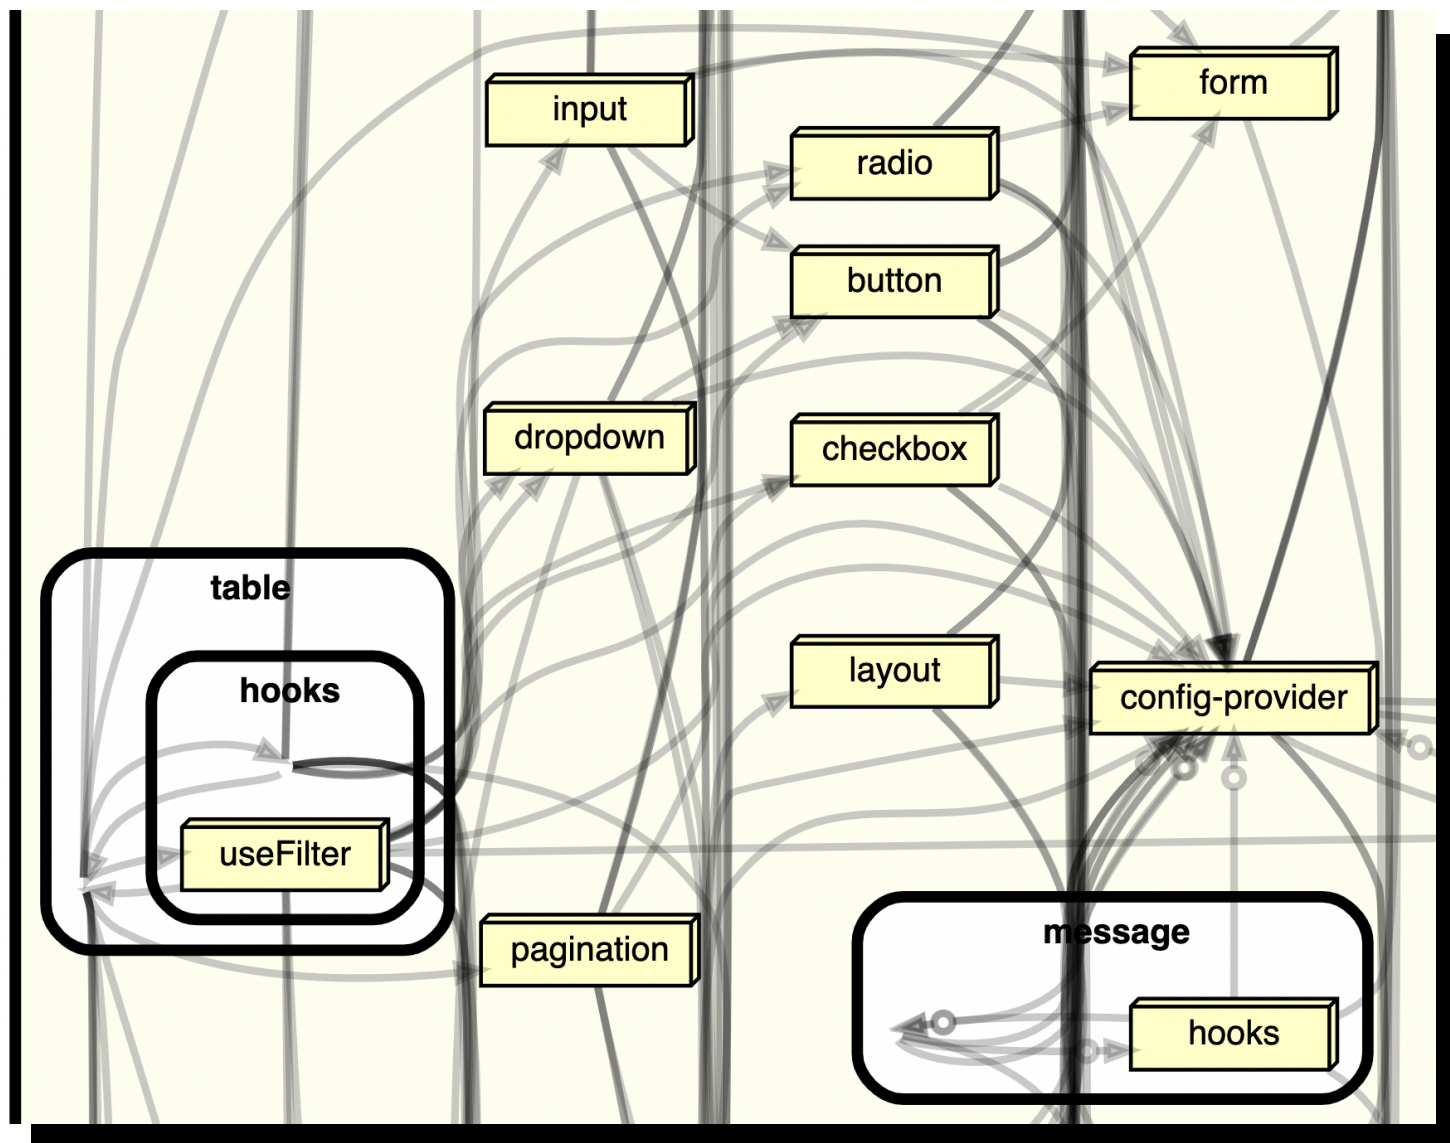 form
input
radio
button
dropdown
checkbox
table
layout
hooks
config-provider
useFilter
pagination
message
hooks